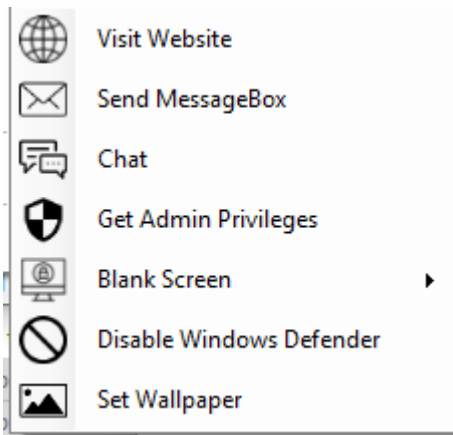 Visit Website
Send MessageBox
Chat
Get Admin Privileges
Blank Screen
Disable Windows Defender
Set Wallpaper